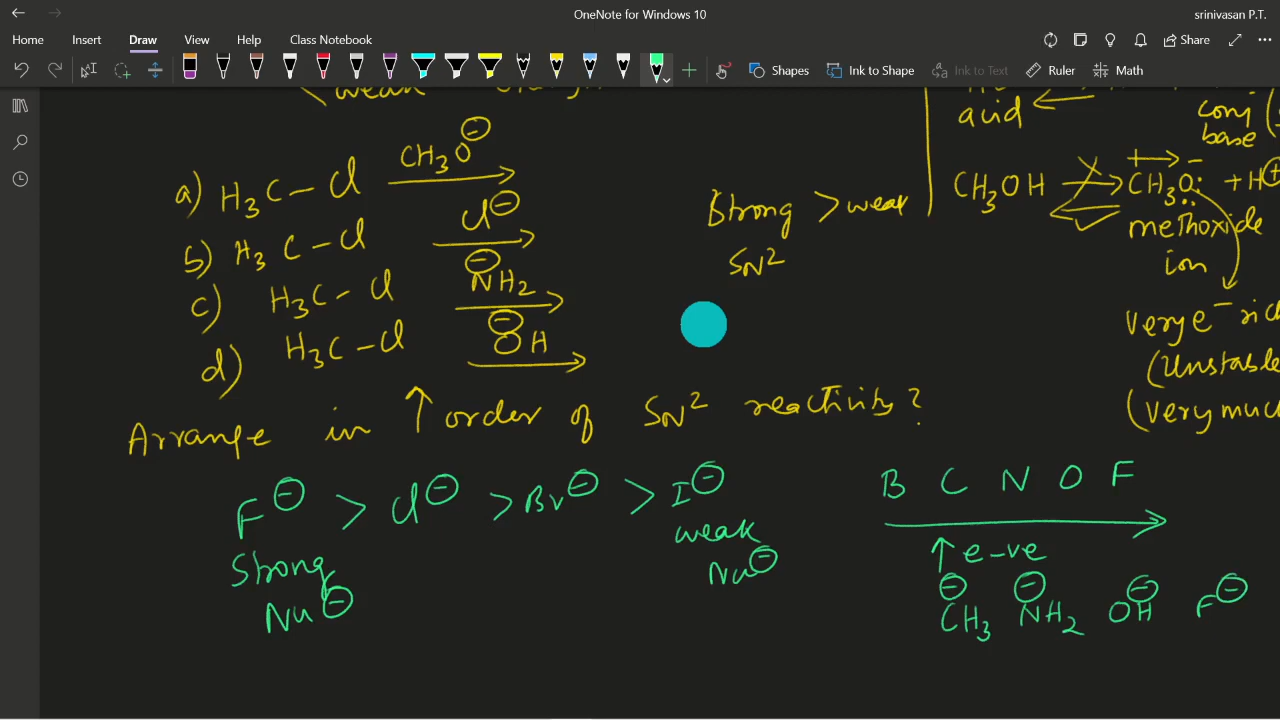 OneNote for Windows 10
srinivasan P.T.
Home Insert Draw View Help Class Notebook
Share
Shapes Ink to Shape Ink to Text Ruler Math
weak
a) H3C-Cl CH3O⊖
b) H3C-Cl Cl⊖
c) H3C-Cl ⊖NH2
d) H3C-Cl ⊖OH
Strong > weak
SN2
acid
conj
base
CH3OH CH3O:− + H⊕
methoxide
ion
very e− rich
(Unstable
(very much
Arrange in ↑ order of SN2 reactivity?
F⊖ > Cl⊖ > Br⊖ > I⊖
Strong
Nu⊖
weak
Nu⊖
B C N O F
↑ e-ve
⊖CH3 ⊖NH2 OH⊖ F⊖